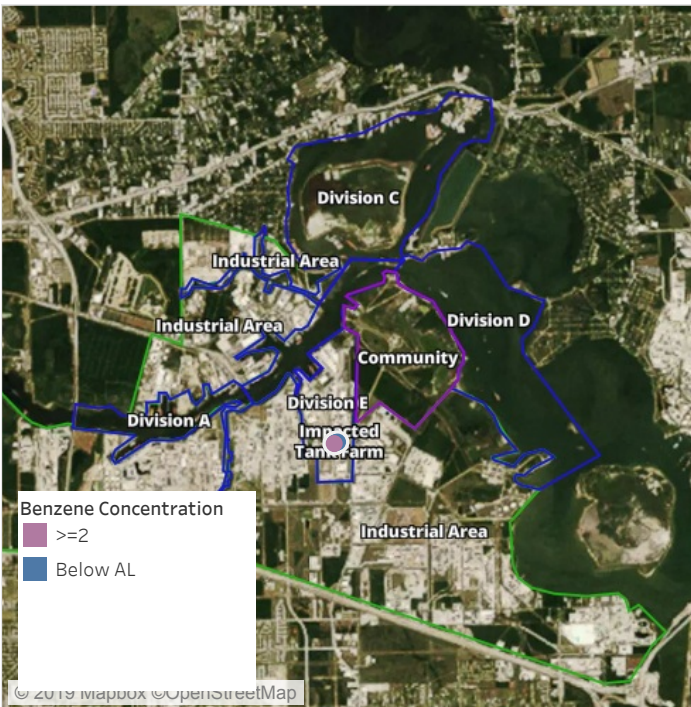 Division C
Industrial Area
Division D
Industrial Area
Community
Division E
Division A
Impacted
Tank Farm
Industrial Area
Benzene Concentration
>=2
Below AL
© 2019 Mapbox ©OpenStreetMap